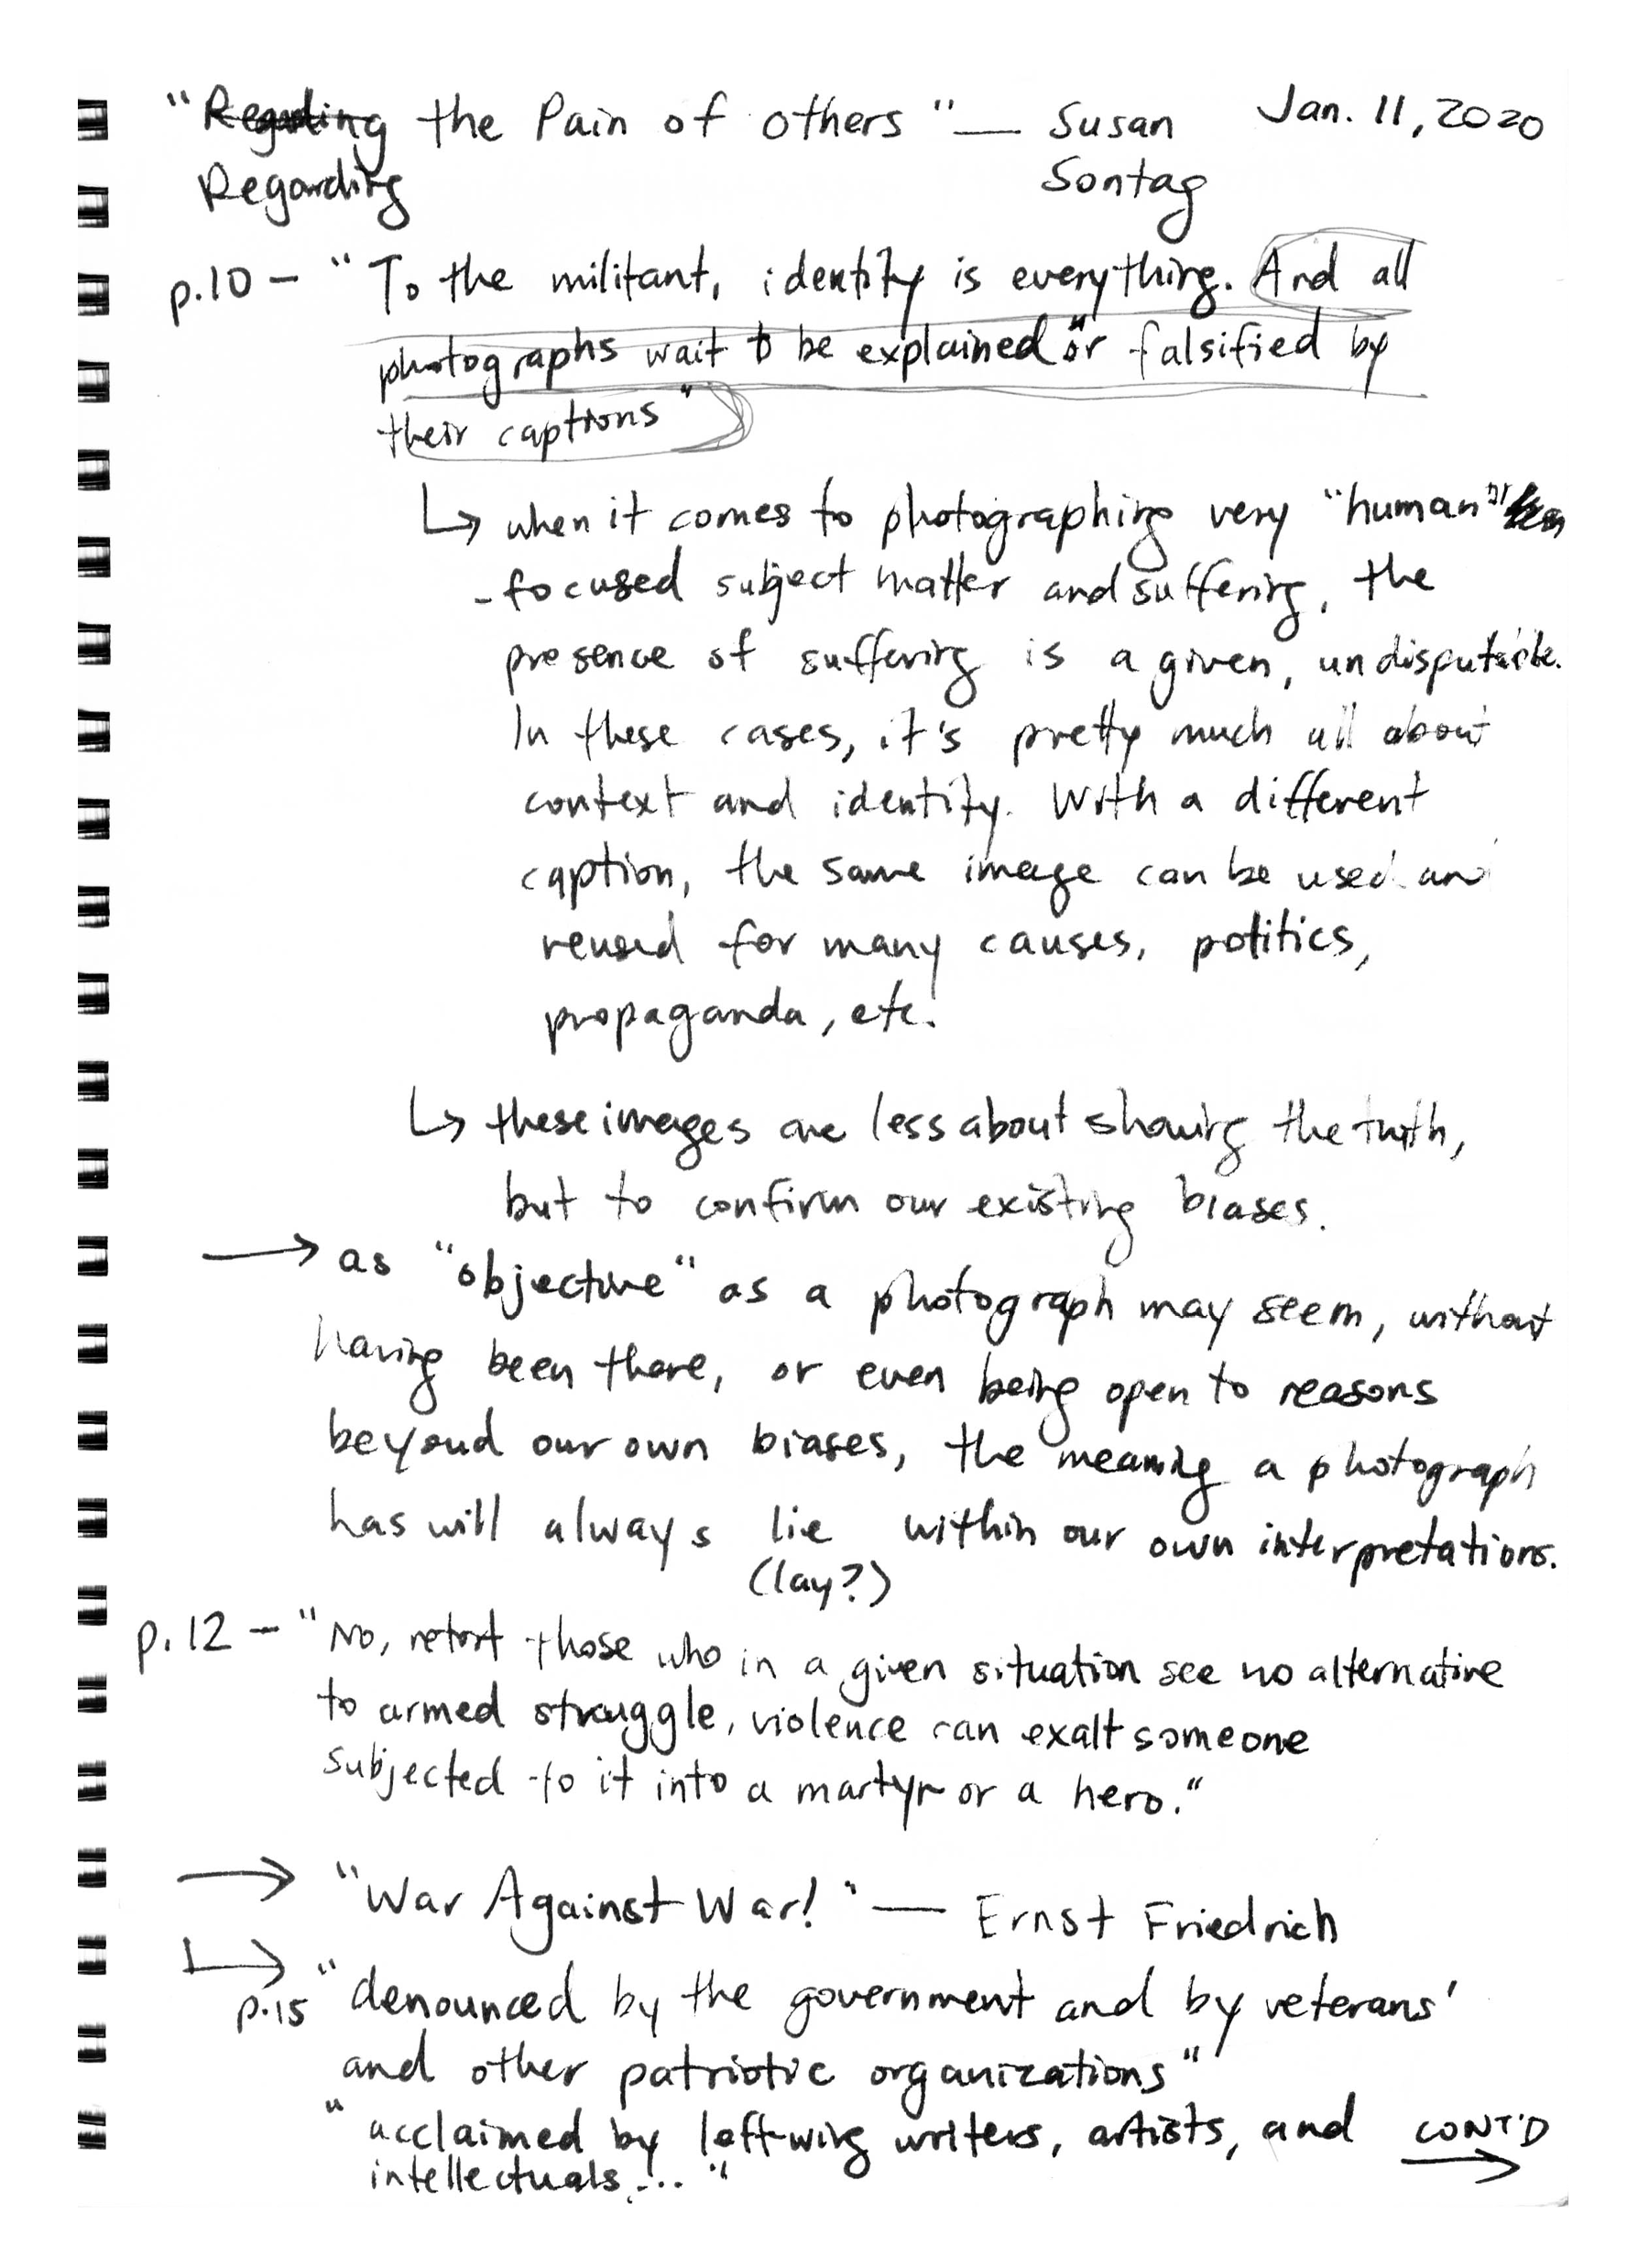 "Regarding the Pain of others" — Susan Jan. 11, 2020
Regarding Sontag
p.10 - "To the militant, identity is everything. And all
photographs wait to be explained or falsified by
their captions"
↳ when it comes to photographing very "human"
-focused subject matter and suffering, the
presence of suffering is a given, undisputable.
In these cases, it's pretty much all about
context and identity. With a different
caption, the same image can be used and
reused for many causes, politics,
propaganda, etc.
↳ these images are less about showing the truth,
but to confirm our existing biases.
→ as "objective" as a photograph may seem, without
having been there, or even being open to reasons
beyond our own biases, the meaning a photograph
has will always lie within our own interpretations.
(lay?)
p.12 - "No, retort those who in a given situation see no alternative
to armed struggle, violence can exalt someone
subjected to it into a martyr or a hero."
→ "War Against War!" — Ernst Friedrich
↳ "denounced by the government and by veterans'
p.15
and other patriotic organizations"
"acclaimed by left-wing writers, artists, and CONT'D →
intellectuals..."